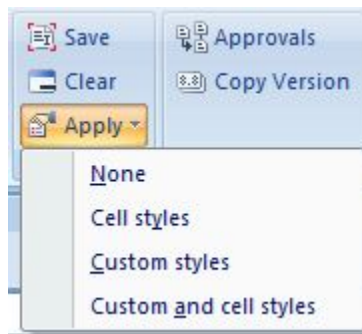 Save
Clear
Apply
Approvals
Copy Version
None
Cell styles
Custom styles
Custom and cell styles